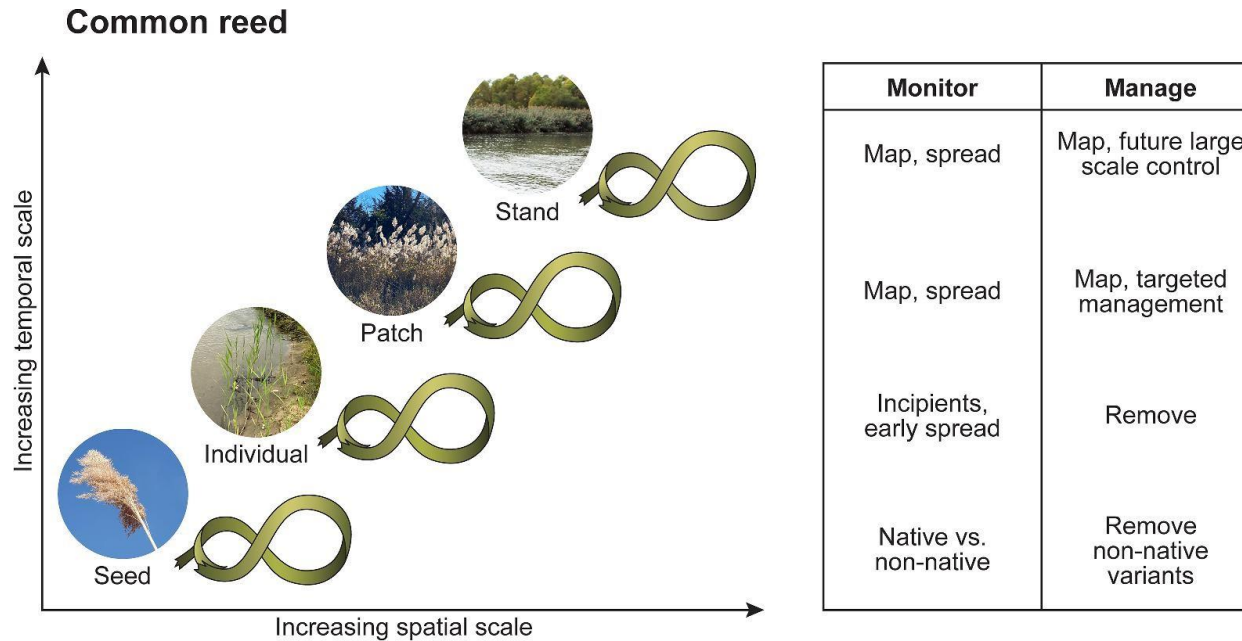 Common reed
Increasing temporal scale
Stand
Patch
Individual
Seed
Increasing spatial scale
Monitor
Manage
Map, spread
Map, future large
scale control
Map, spread
Map, targeted
management
Incipients,
early spread
Remove
Native vs.
non-native
Remove
non-native
variants